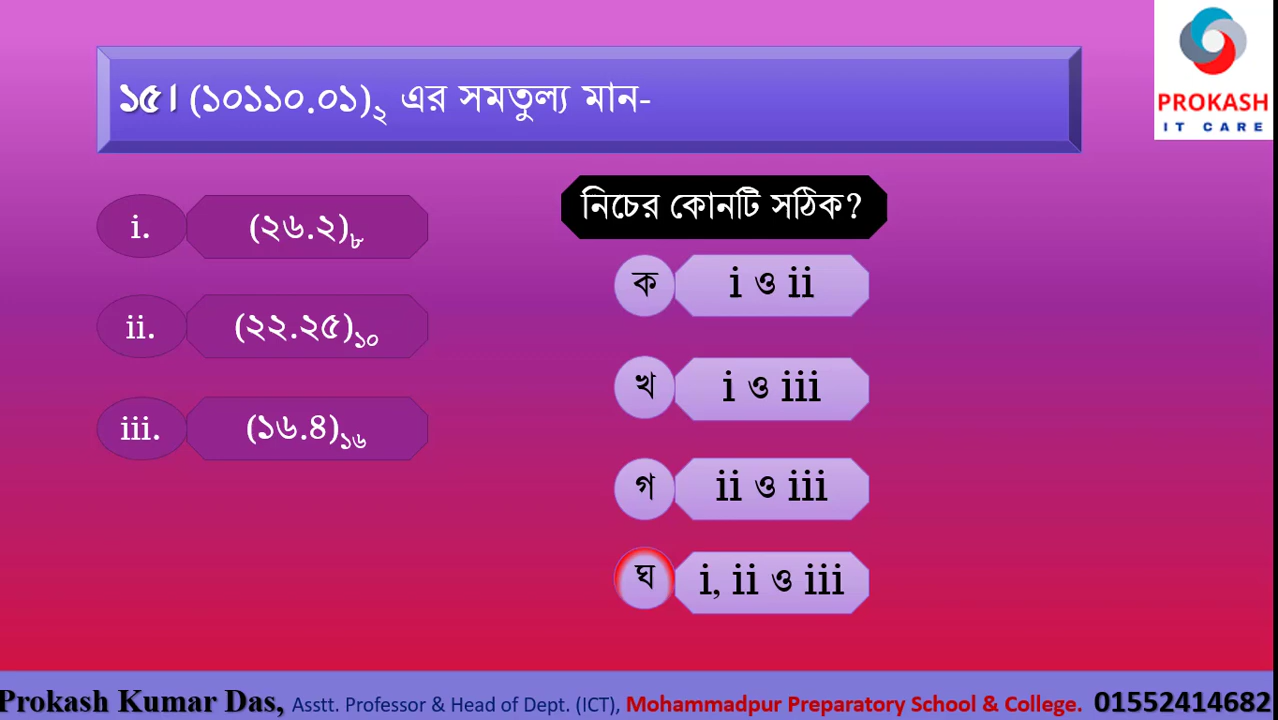 PROKASH
IT CARE
১৫। (১০১১০.০১)₂ এর সমতুল্য মান-
i. (২৬.২)৮
ii. (২২.২৫)১০
iii. (১৬.৪)১৬
নিচের কোনটি সঠিক?
ক i ও ii
খ i ও iii
গ ii ও iii
ঘ i, ii ও iii
Prokash Kumar Das, Asstt. Professor & Head of Dept. (ICT), Mohammadpur Preparatory School & College. 01552414682